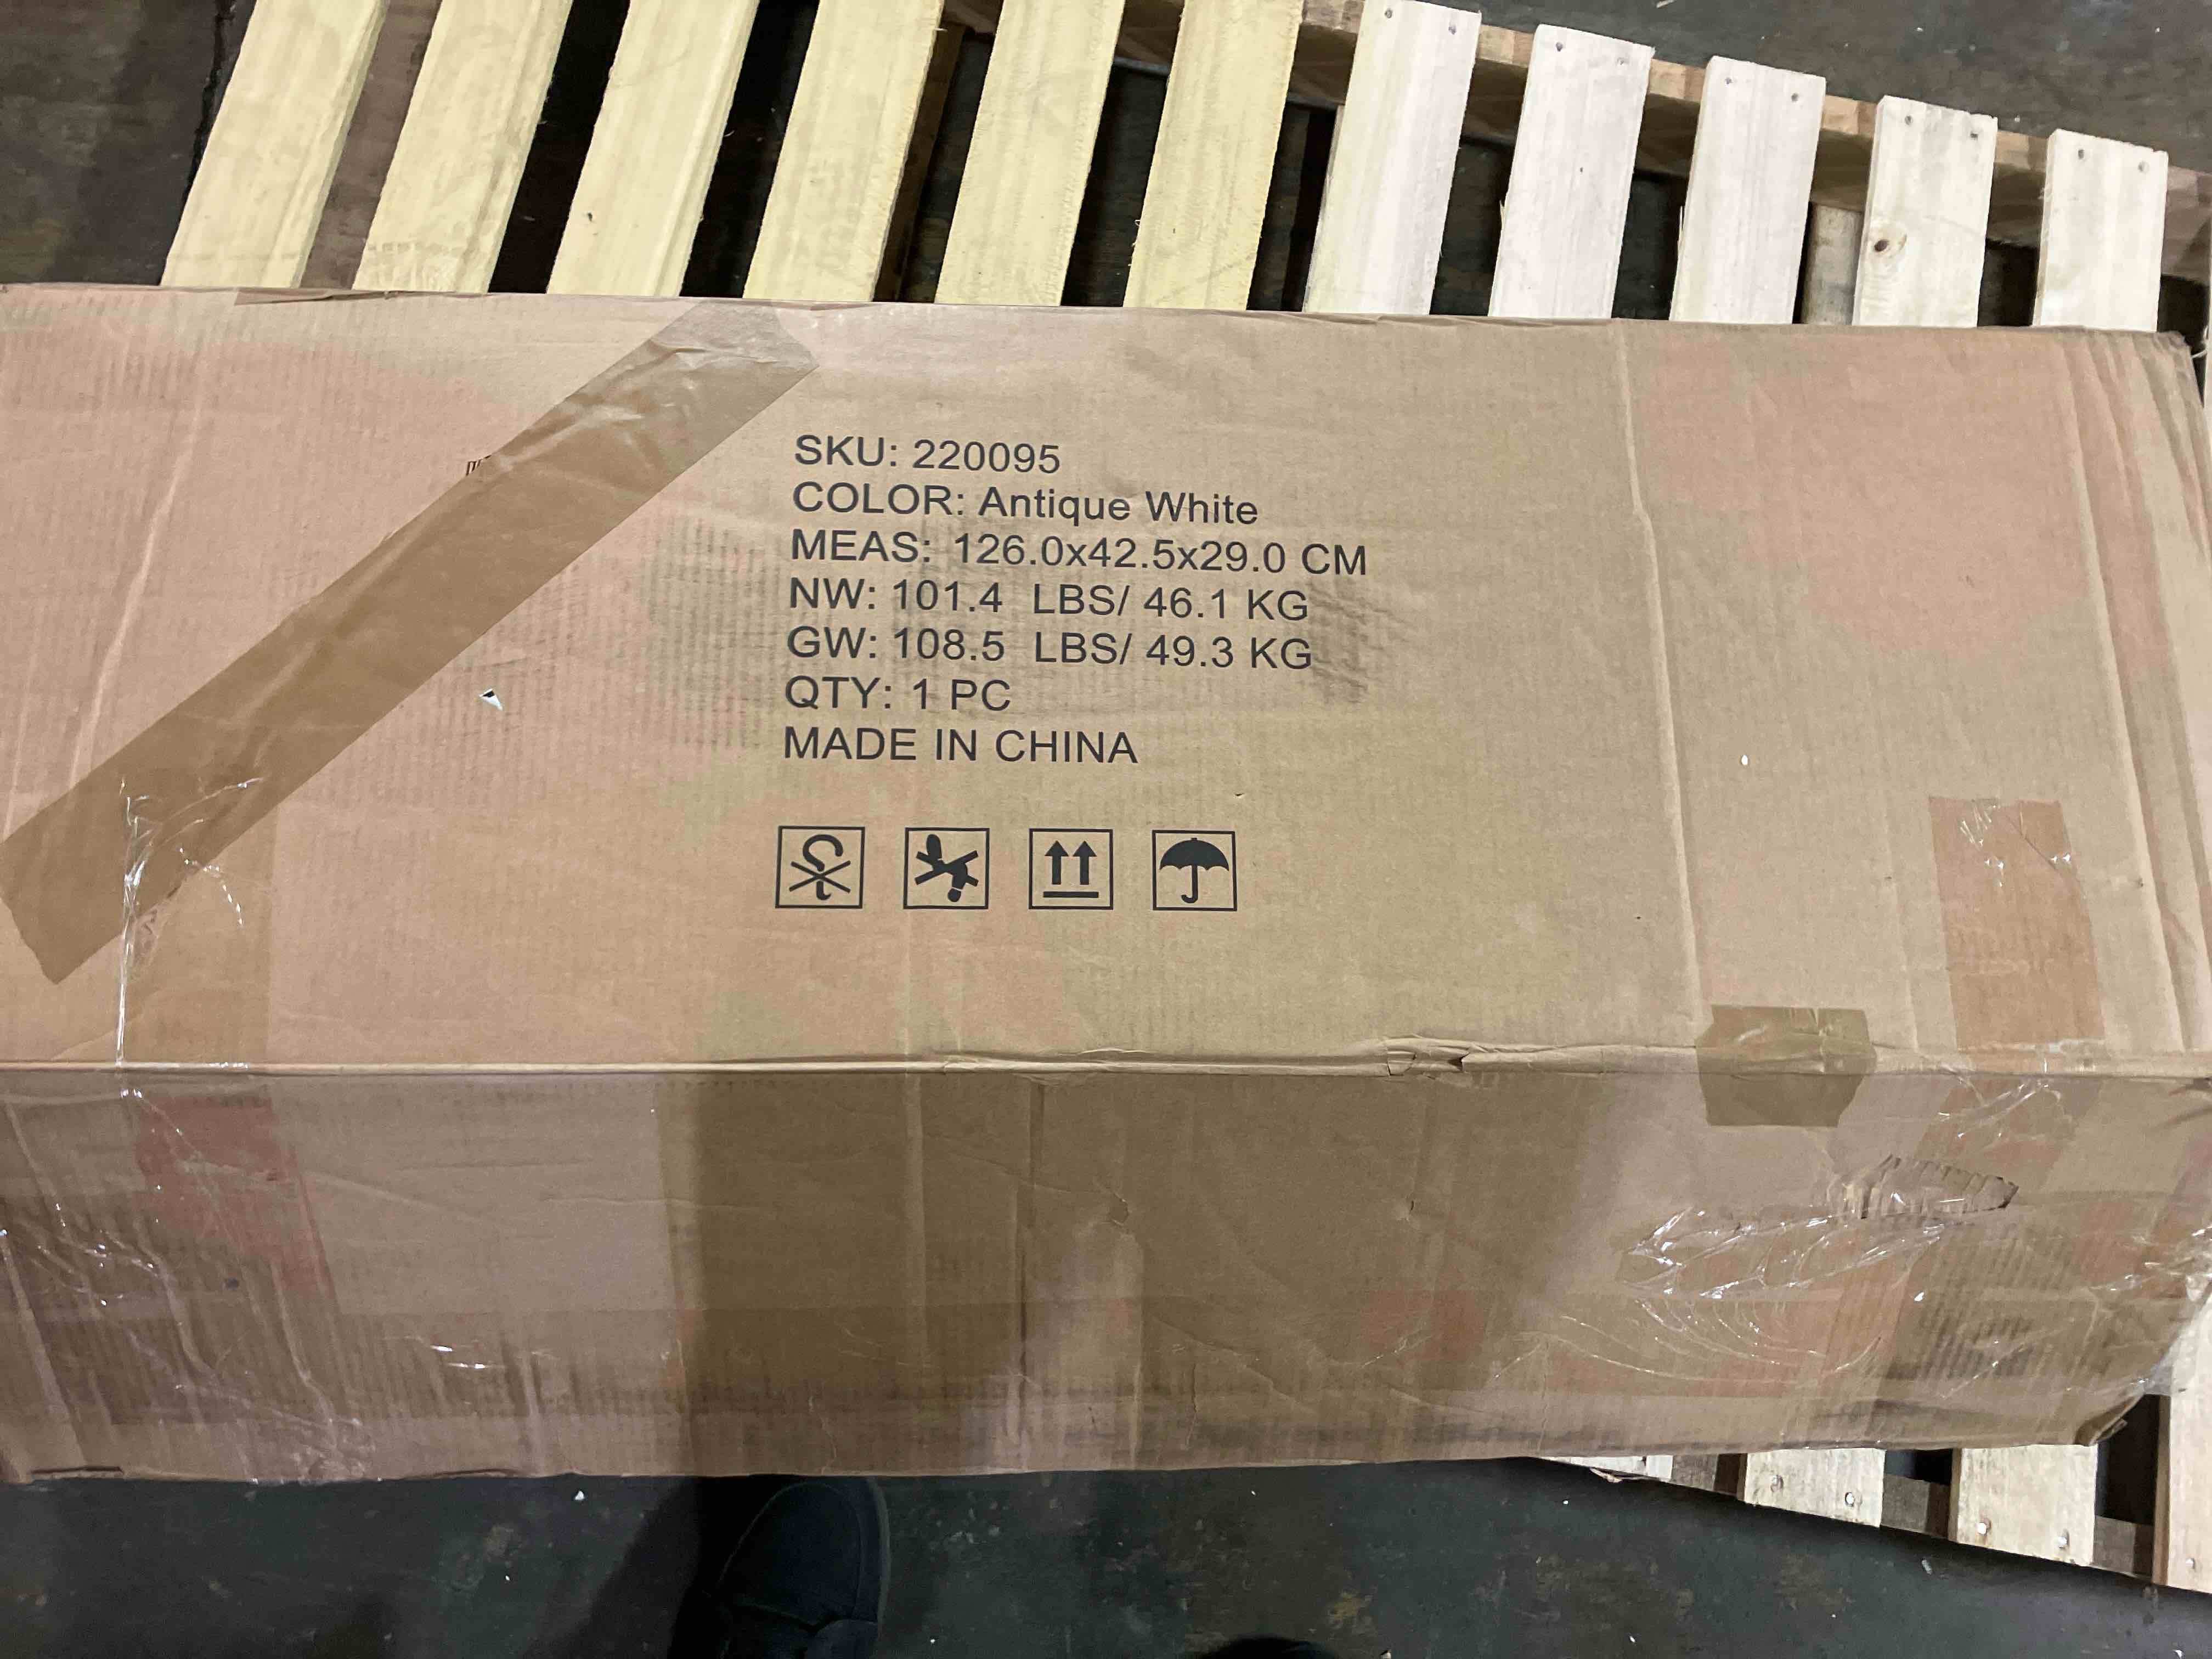 SKU: 220095
COLOR: Antique White
MEAS: 126.0x42.5x29.0 CM
NW: 101.4 LBS/ 46.1 KG
GW: 108.5 LBS/ 49.3 KG
QTY: 1 PC
MADE IN CHINA